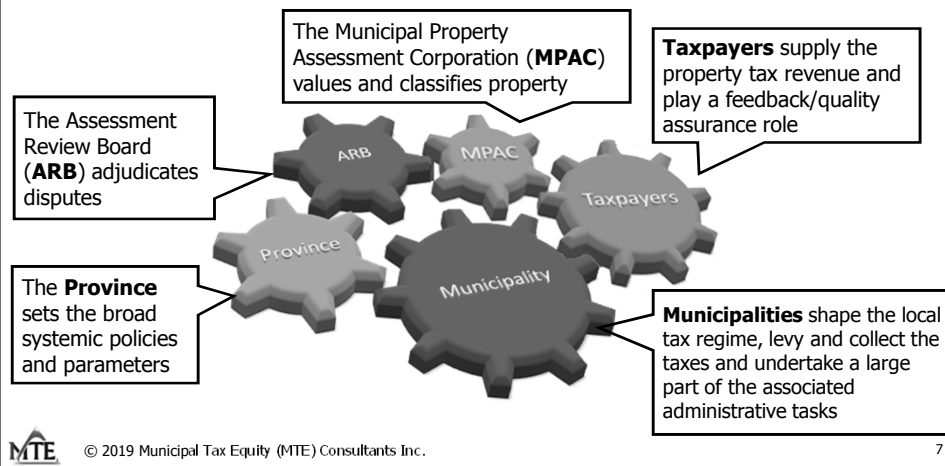 The Municipal Property
Assessment Corporation (MPAC)
values and classifies property
Taxpayers supply the
property tax revenue and
play a feedback/quality
assurance role
The Assessment
Review Board
(ARB) adjudicates
disputes
ARB
MPAC
Taxpayers
Province
Municipality
The Province
sets the broad
systemic policies
and parameters
Municipalities shape the local
tax regime, levy and collect the
taxes and undertake a large
part of the associated
administrative tasks
MTE
© 2019 Municipal Tax Equity (MTE) Consultants Inc.
7